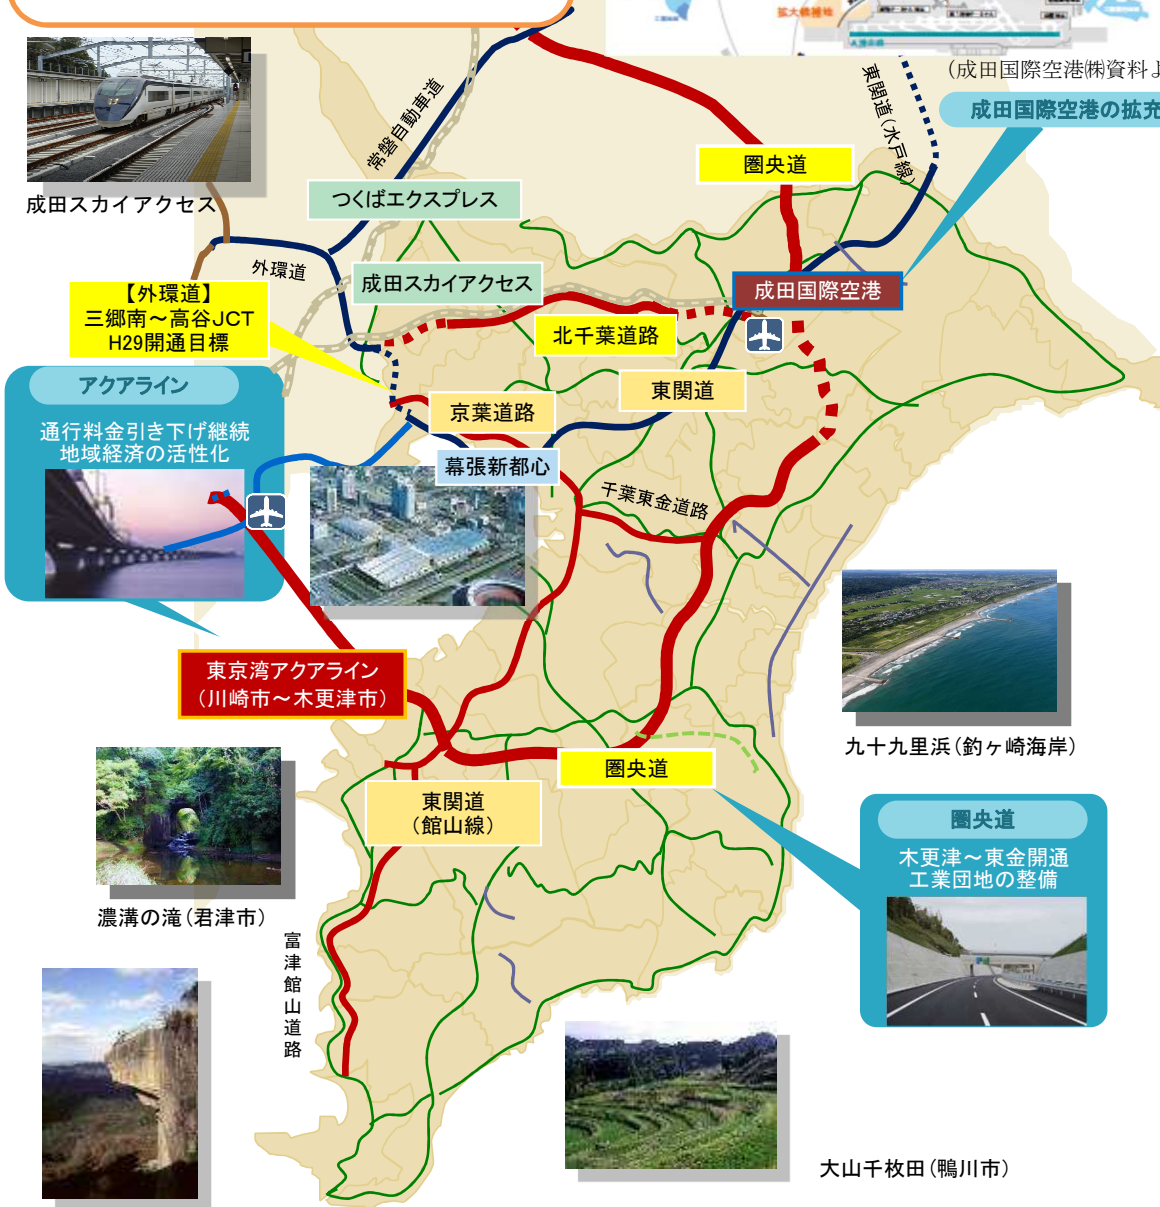 拡大候補地
(成田国際空港㈱資料よ
成田国際空港の拡充
東関道(水戸線)
常磐自動車道
圏央道
成田スカイアクセス
つくばエクスプレス
外環道
成田スカイアクセス
成田国際空港
【外環道】
三郷南～高谷JCT
H29開通目標
北千葉道路
東関道
京葉道路
アクアライン
通行料金引き下げ継続
地域経済の活性化
幕張新都心
千葉東金道路
東京湾アクアライン
(川崎市～木更津市)
九十九里浜(釣ヶ崎海岸)
圏央道
東関道
(館山線)
圏央道
木更津～東金開通
工業団地の整備
濃溝の滝(君津市)
富津館山道路
大山千枚田(鴨川市)